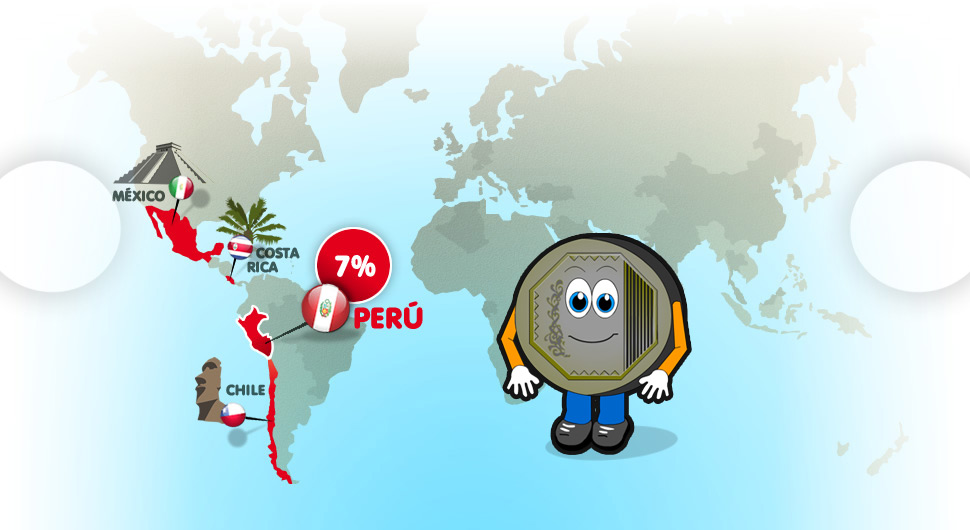 MÉXICO
COSTA
RICA
7%
PERÚ
CHILE